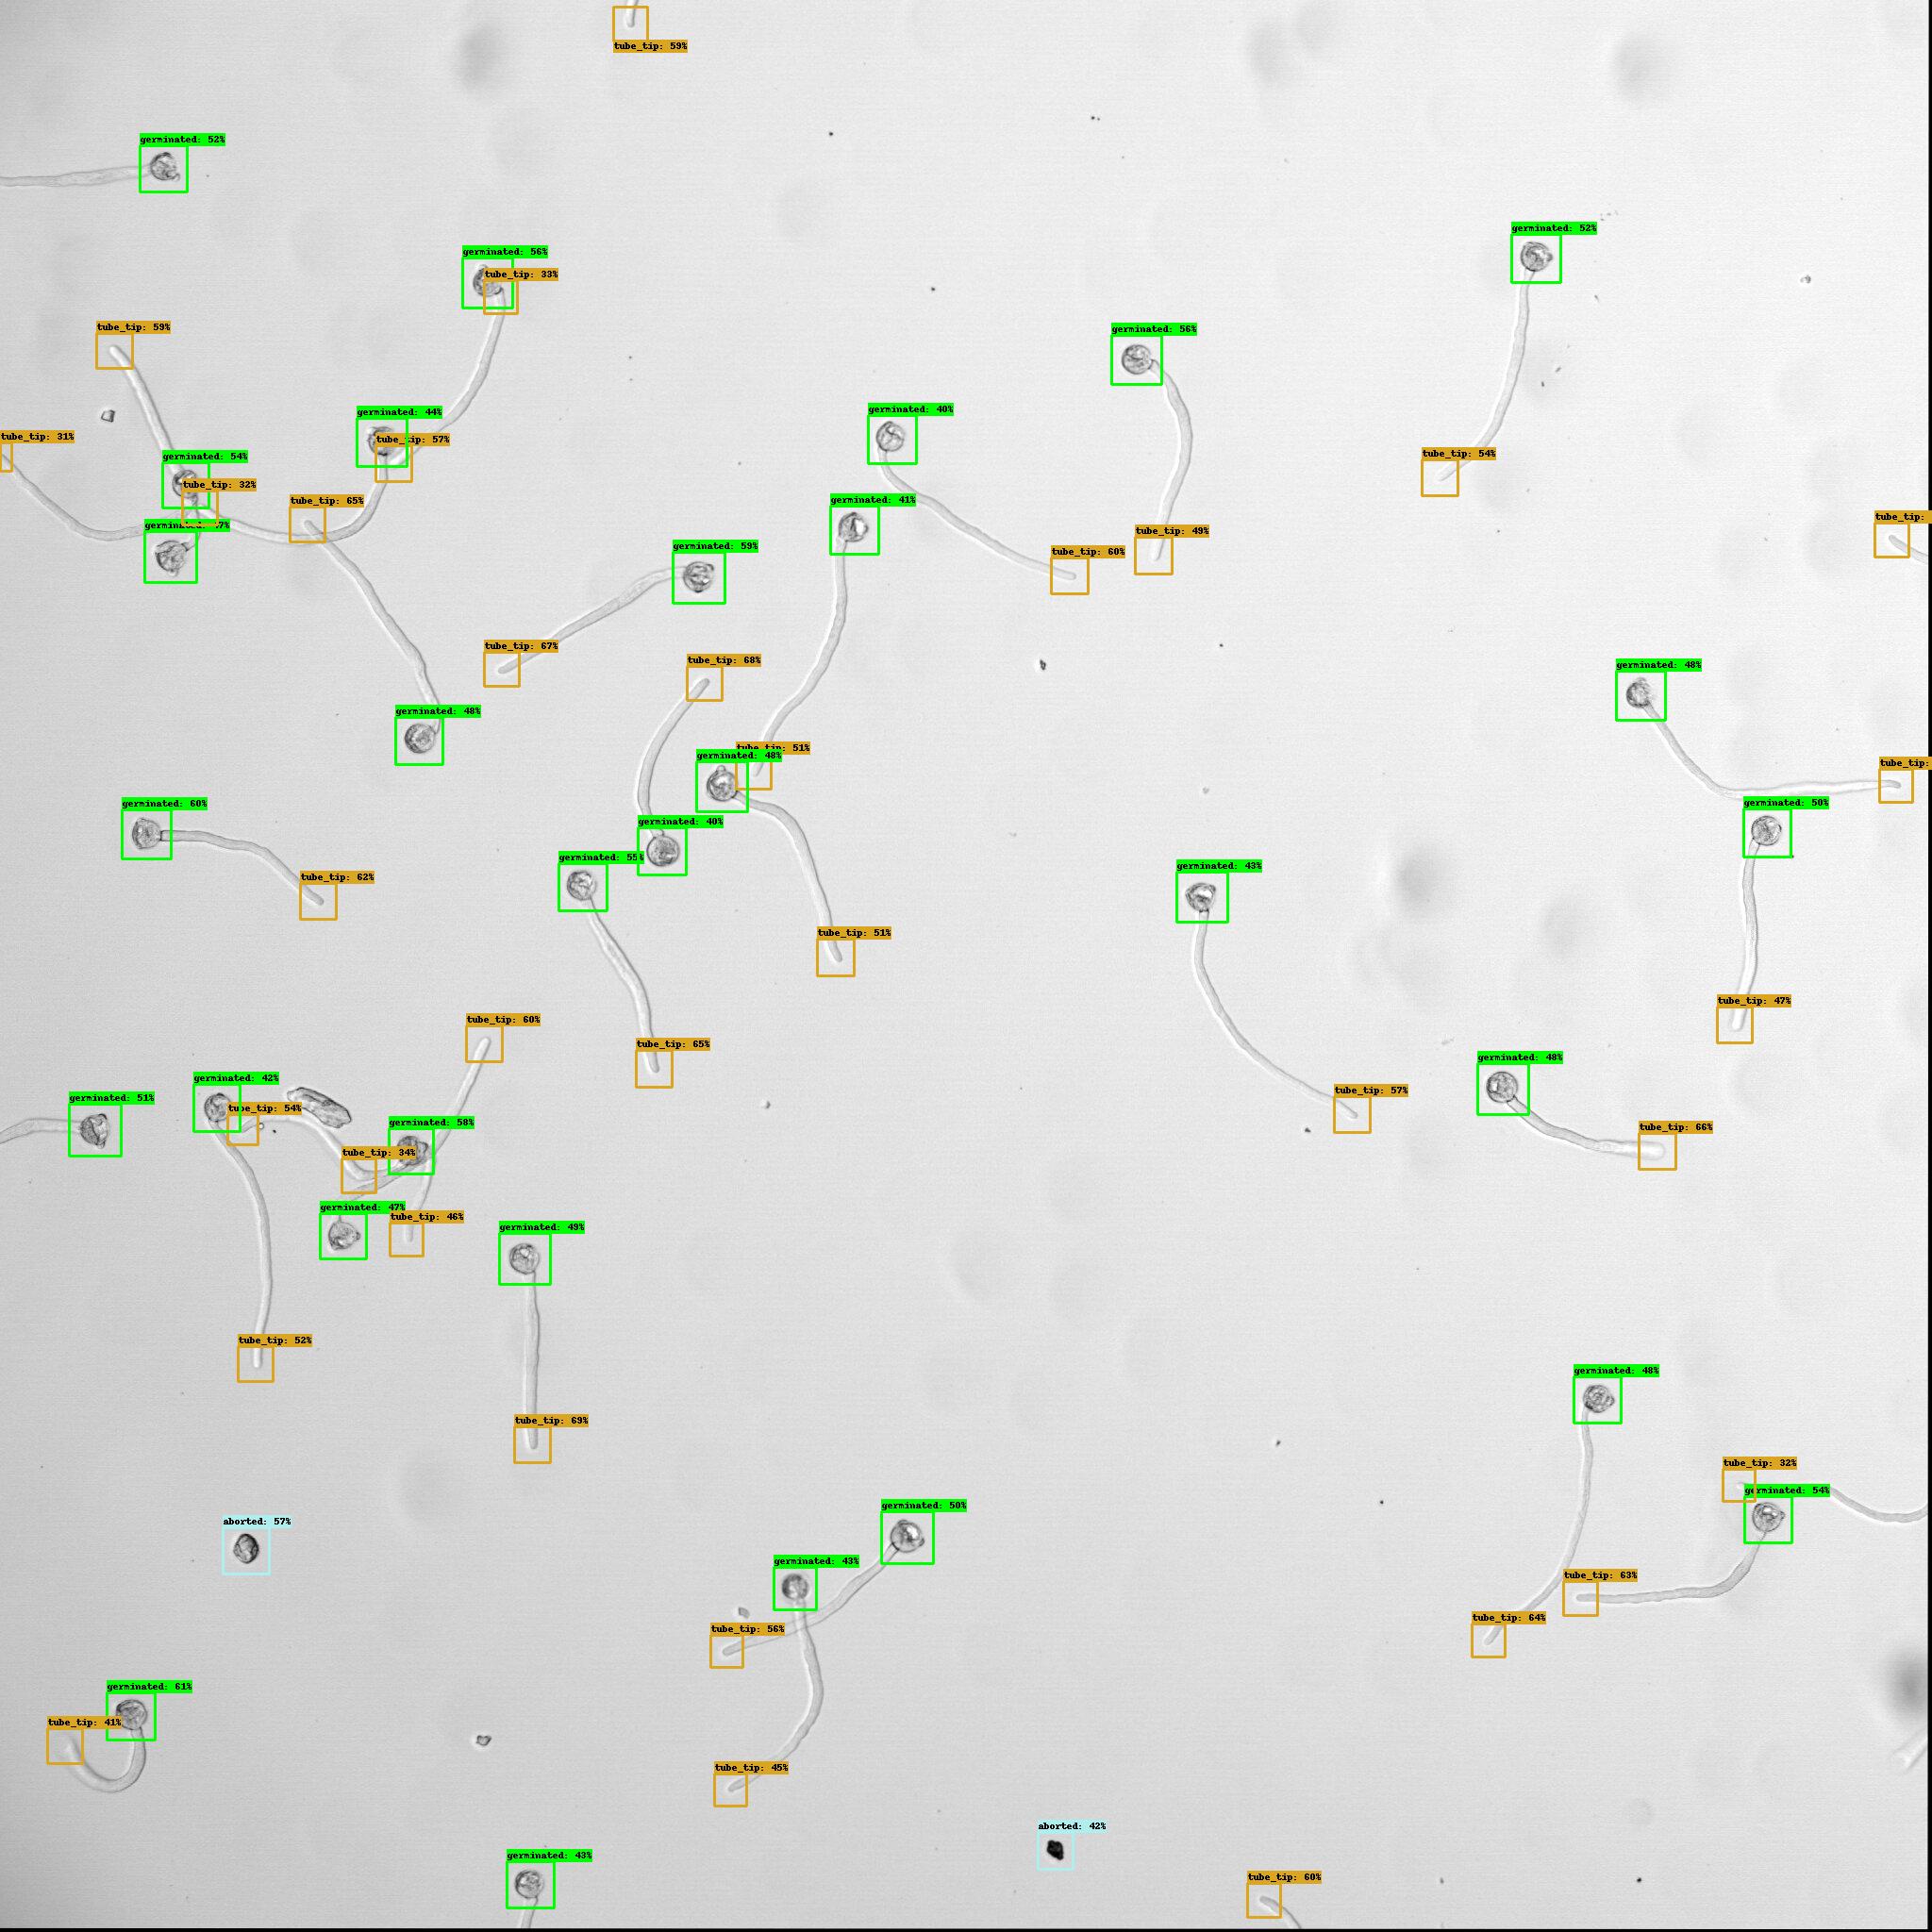 tube_tip: 59%
germinated: 52%
germinated: 52%
germinated: 56%
tube_tip: 33%
tube_tip: 59%
germinated: 56%
germinated: 40%
germinated: 44%
tube_tip: 31%
tube_tip: 57%
germinated: 54%
tube_tip: 54%
tube_tip: 32%
tube_tip: 65%
germinated: 41%
tube_tip:
tube_tip: 49%
germinated: 59%
tube_tip: 60%
tube_tip: 67%
tube_tip: 68%
germinated: 48%
germinated: 48%
tube_tip: 51%
germinated: 48%
tube_tip:
germinated: 60%
germinated: 50%
germinated: 40%
germinated: 55%
germinated: 43%
tube_tip: 62%
tube_tip: 51%
tube_tip: 47%
tube_tip: 60%
tube_tip: 65%
germinated: 48%
germinated: 42%
tube_tip: 57%
germinated: 51%
tube_tip: 54%
germinated: 58%
tube_tip: 66%
tube_tip: 34%
germinated: 47%
tube_tip: 46%
germinated: 49%
tube_tip: 52%
germinated: 48%
tube_tip: 69%
tube_tip: 32%
germinated: 54%
germinated: 50%
aborted: 57%
germinated: 43%
tube_tip: 63%
tube_tip: 64%
tube_tip: 56%
germinated: 61%
tube_tip: 41%
tube_tip: 45%
aborted: 42%
germinated: 43%
tube_tip: 60%